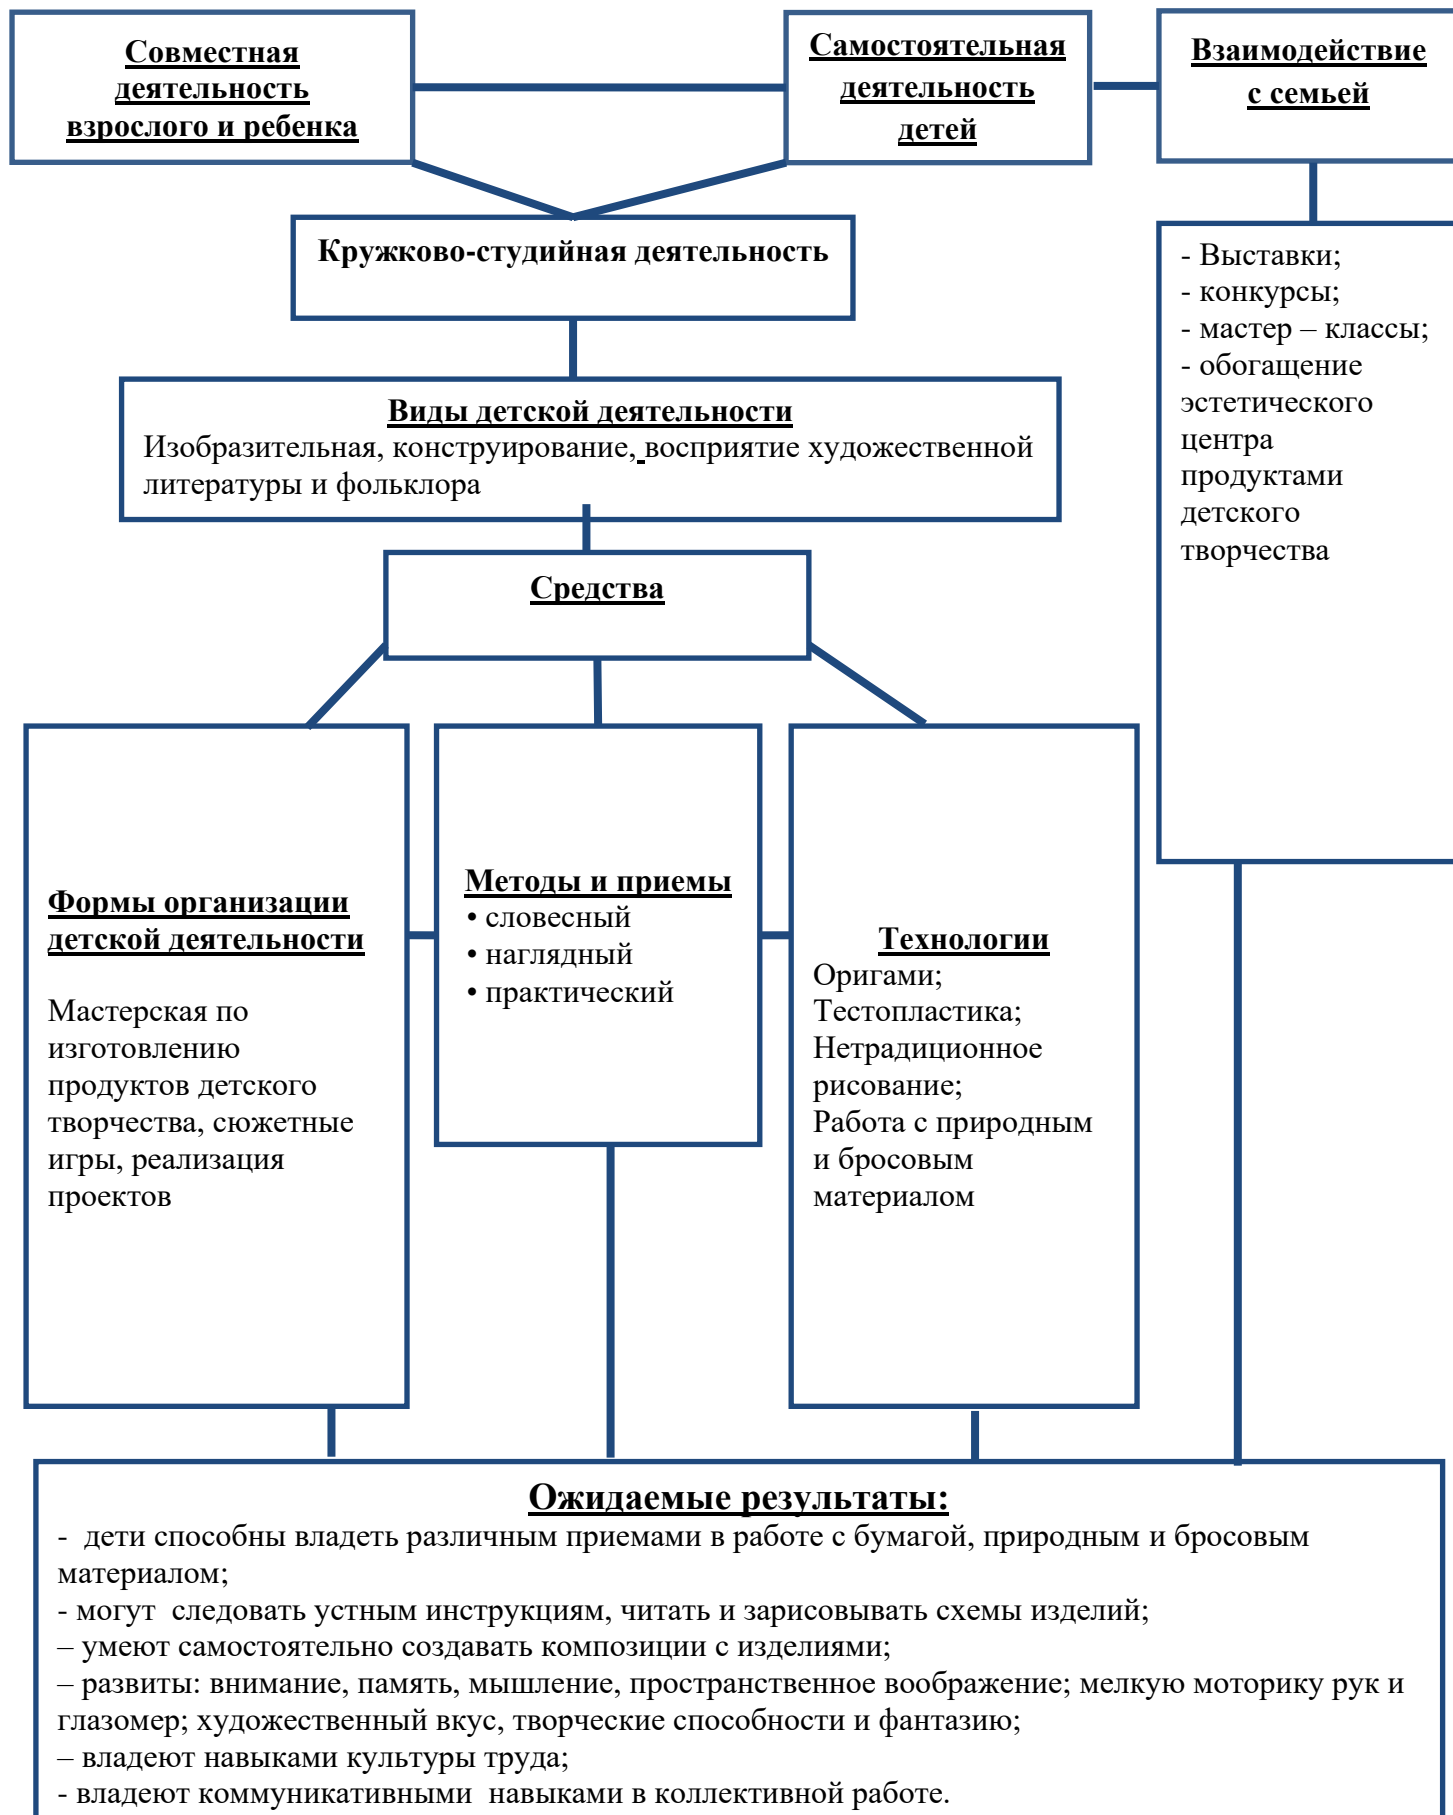 Совместная
деятельность
взрослого и ребенка
Самостоятельная
деятельность
детей
Взаимодействие
с семьей
Кружково-студийная деятельность
- Выставки;
- конкурсы;
- мастер – классы;
- обогащение
эстетического
центра
продуктами
детского
творчества
Виды детской деятельности
Изобразительная, конструирование, восприятие художественной
литературы и фольклора
Средства
Формы организации
детской деятельности
Мастерская по
изготовлению
продуктов детского
творчества, сюжетные
игры, реализация
проектов
Методы и приемы
• словесный
• наглядный
• практический
Технологии
Оригами;
Тестопластика;
Нетрадиционное
рисование;
Работа с природным
и бросовым
материалом
Ожидаемые результаты:
-  дети способны владеть различным приемами в работе с бумагой, природным и бросовым
материалом;
- могут  следовать устным инструкциям, читать и зарисовывать схемы изделий;
– умеют самостоятельно создавать композиции с изделиями;
– развиты: внимание, память, мышление, пространственное воображение; мелкую моторику рук и
глазомер; художественный вкус, творческие способности и фантазию;
– владеют навыками культуры труда;
- владеют коммуникативными  навыками в коллективной работе.